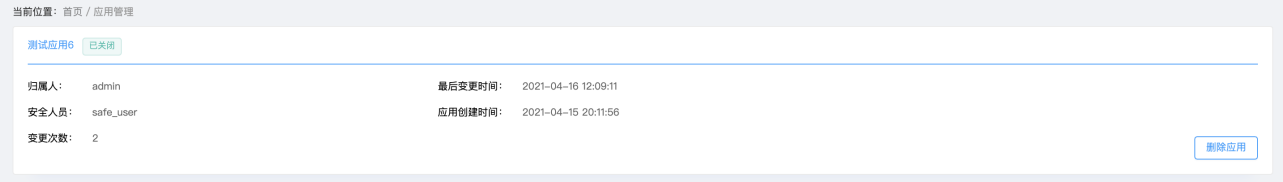 当前位置：首页 / 应用管理
测试应用6 已关闭
归属人： admin 最后变更时间： 2021-04-16 12:09:11
安全人员： safe_user 应用创建时间： 2021-04-15 20:11:56
变更次数： 2
删除应用